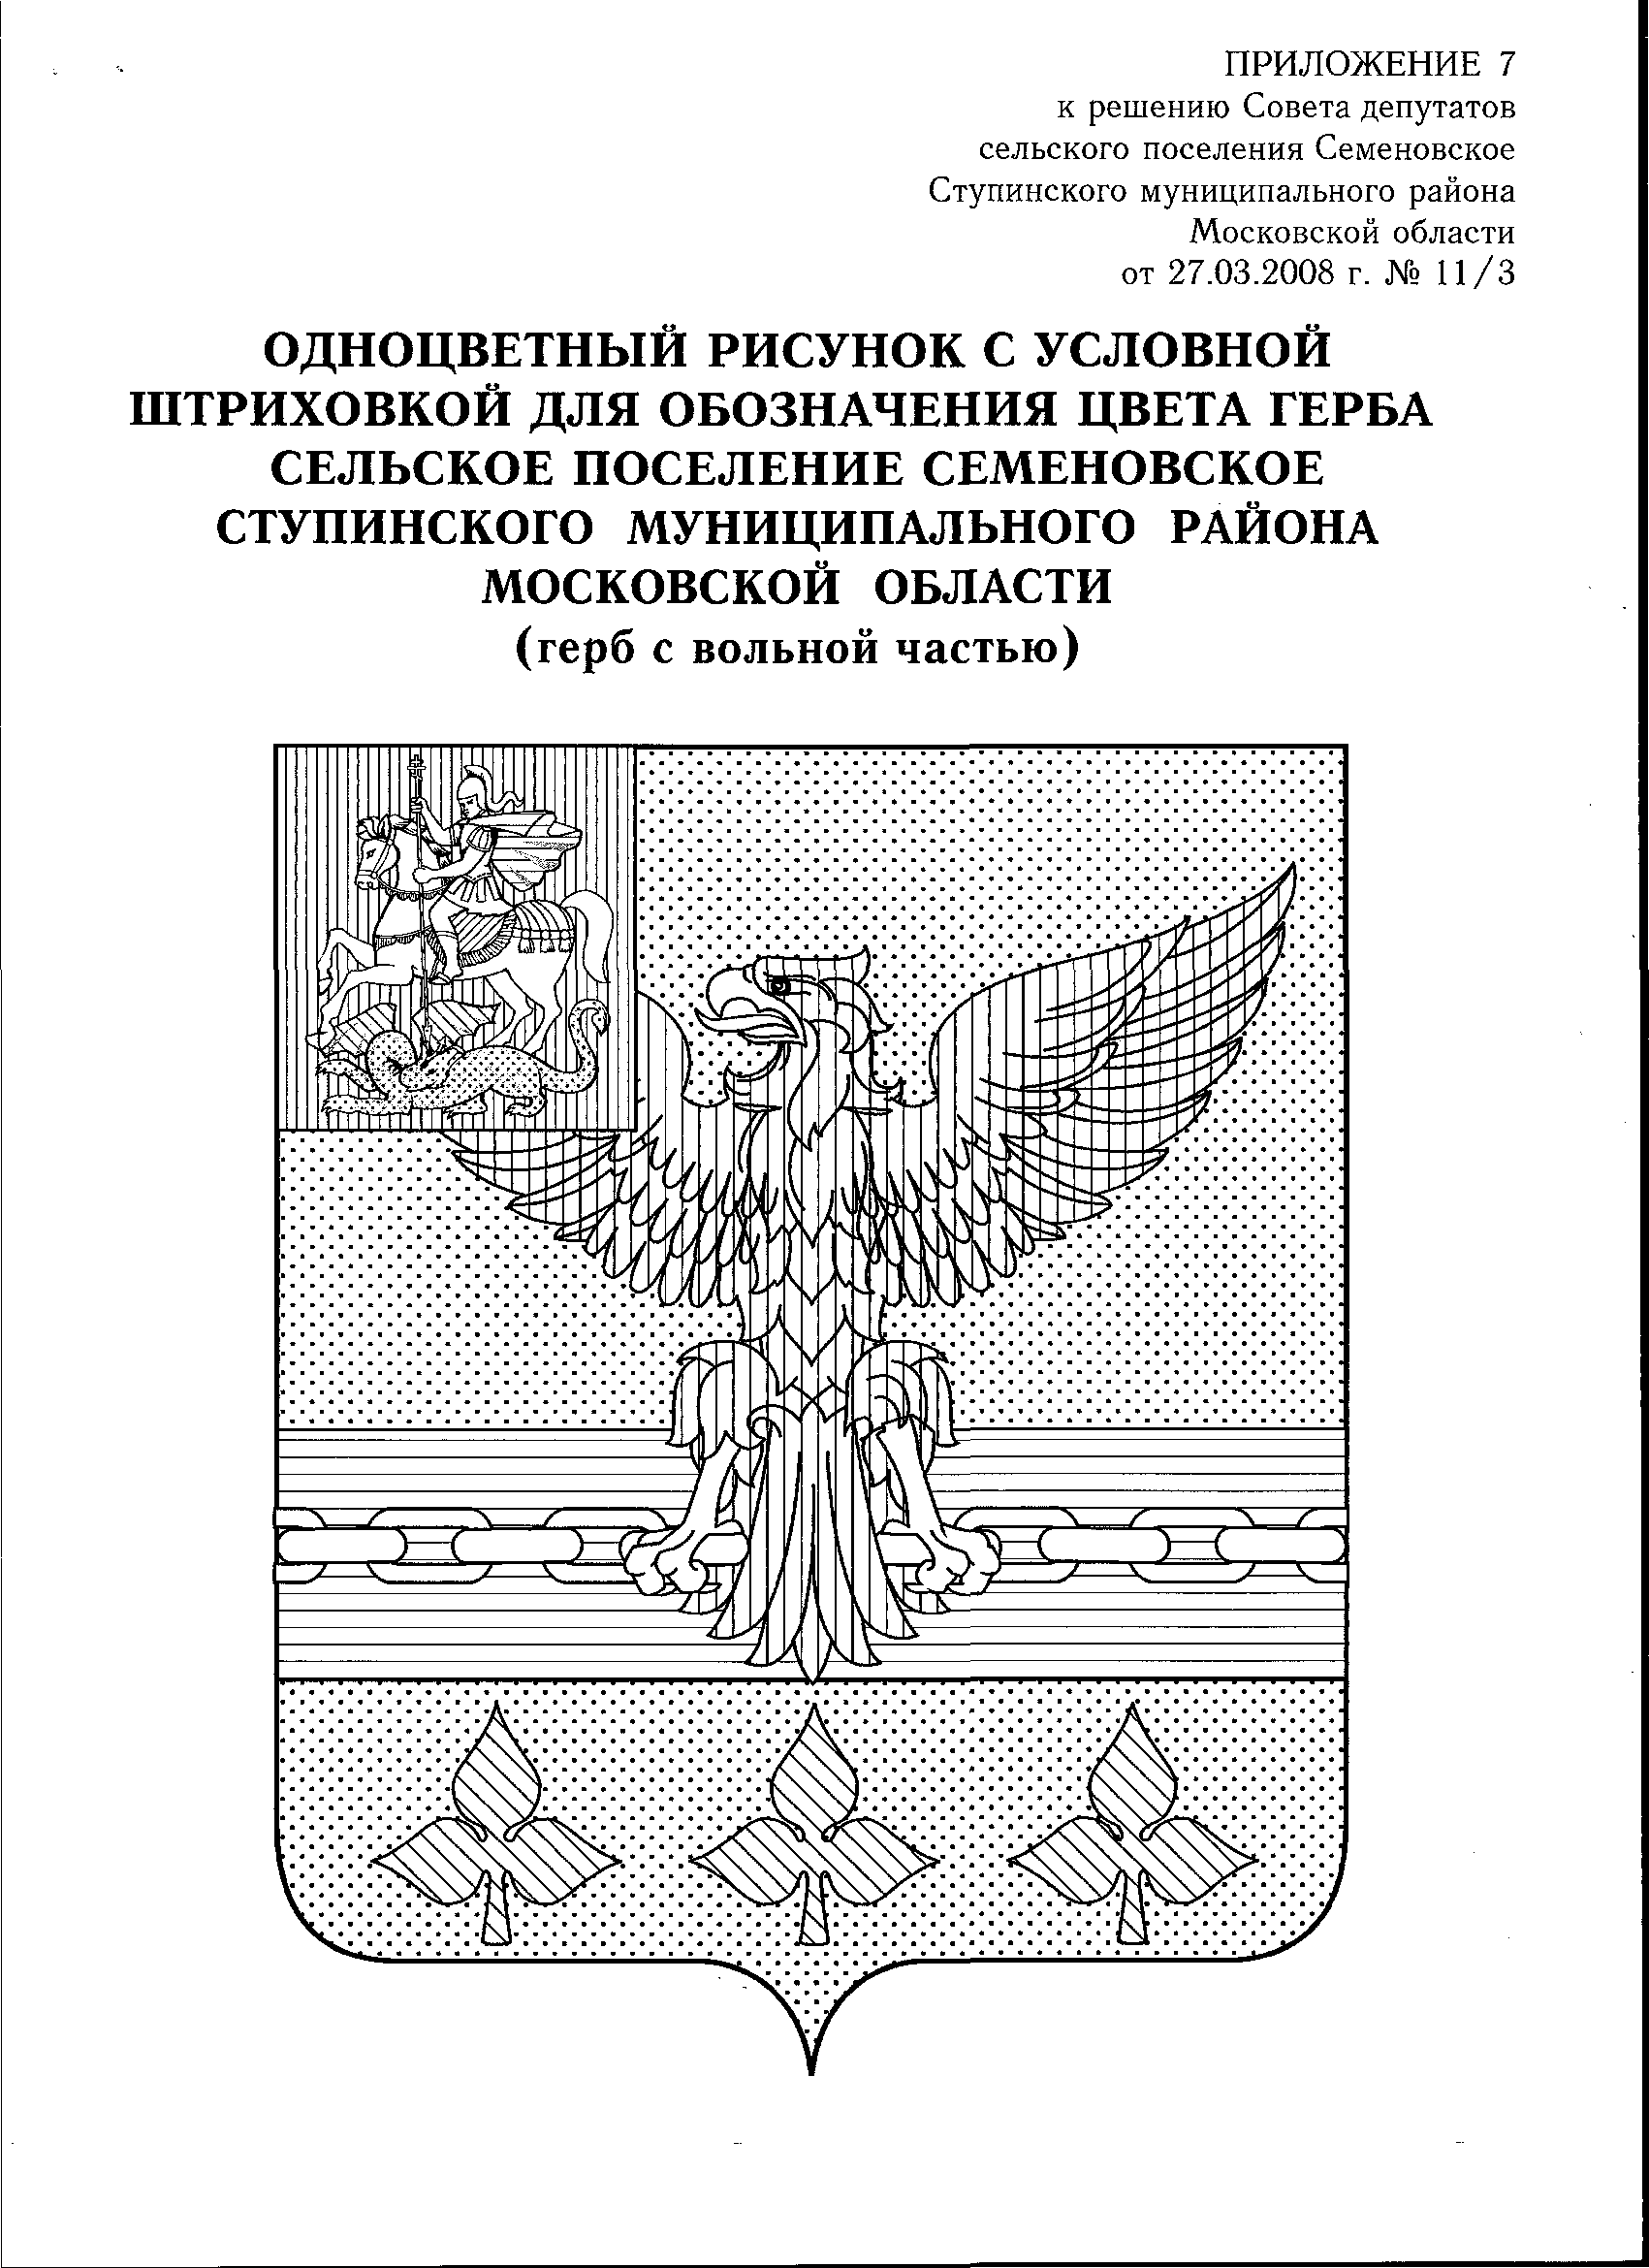 ПРИЛОЖЕНИЕ 7
к решению Совета депутатов
сельского поселения Семеновское
Ступинского муниципального района
Московской области
от 27.03.2008 г. № 11/3
ОДНОЦВЕТНЫЙ РИСУНОК С УСЛОВНОЙ
ШТРИХОВКОЙ ДЛЯ ОБОЗНАЧЕНИЯ ЦВЕТА ГЕРБА
СЕЛЬСКОЕ ПОСЕЛЕНИЕ СЕМЕНОВСКОЕ
СТУПИНСКОГО МУНИЦИПАЛЬНОГО РАЙОНА
МОСКОВСКОЙ ОБЛАСТИ
(герб с вольной частью)